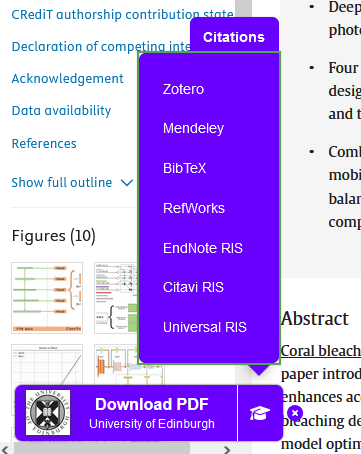 CRediT authorship contribution state
Declaration of competing inte
Acknowledgement
Data availability
References
Show full outline
Figures (10)
Citations
Zotero
Mendeley
BibTeX
RefWorks
EndNote RIS
Citavi RIS
Universal RIS
Download PDF
University of Edinburgh
• Deep
photo
• Four
desig
and t
• Comb
mobi
balan
comp
Abstract
Coral bleach
paper introd
enhances acc
bleaching de
model optim